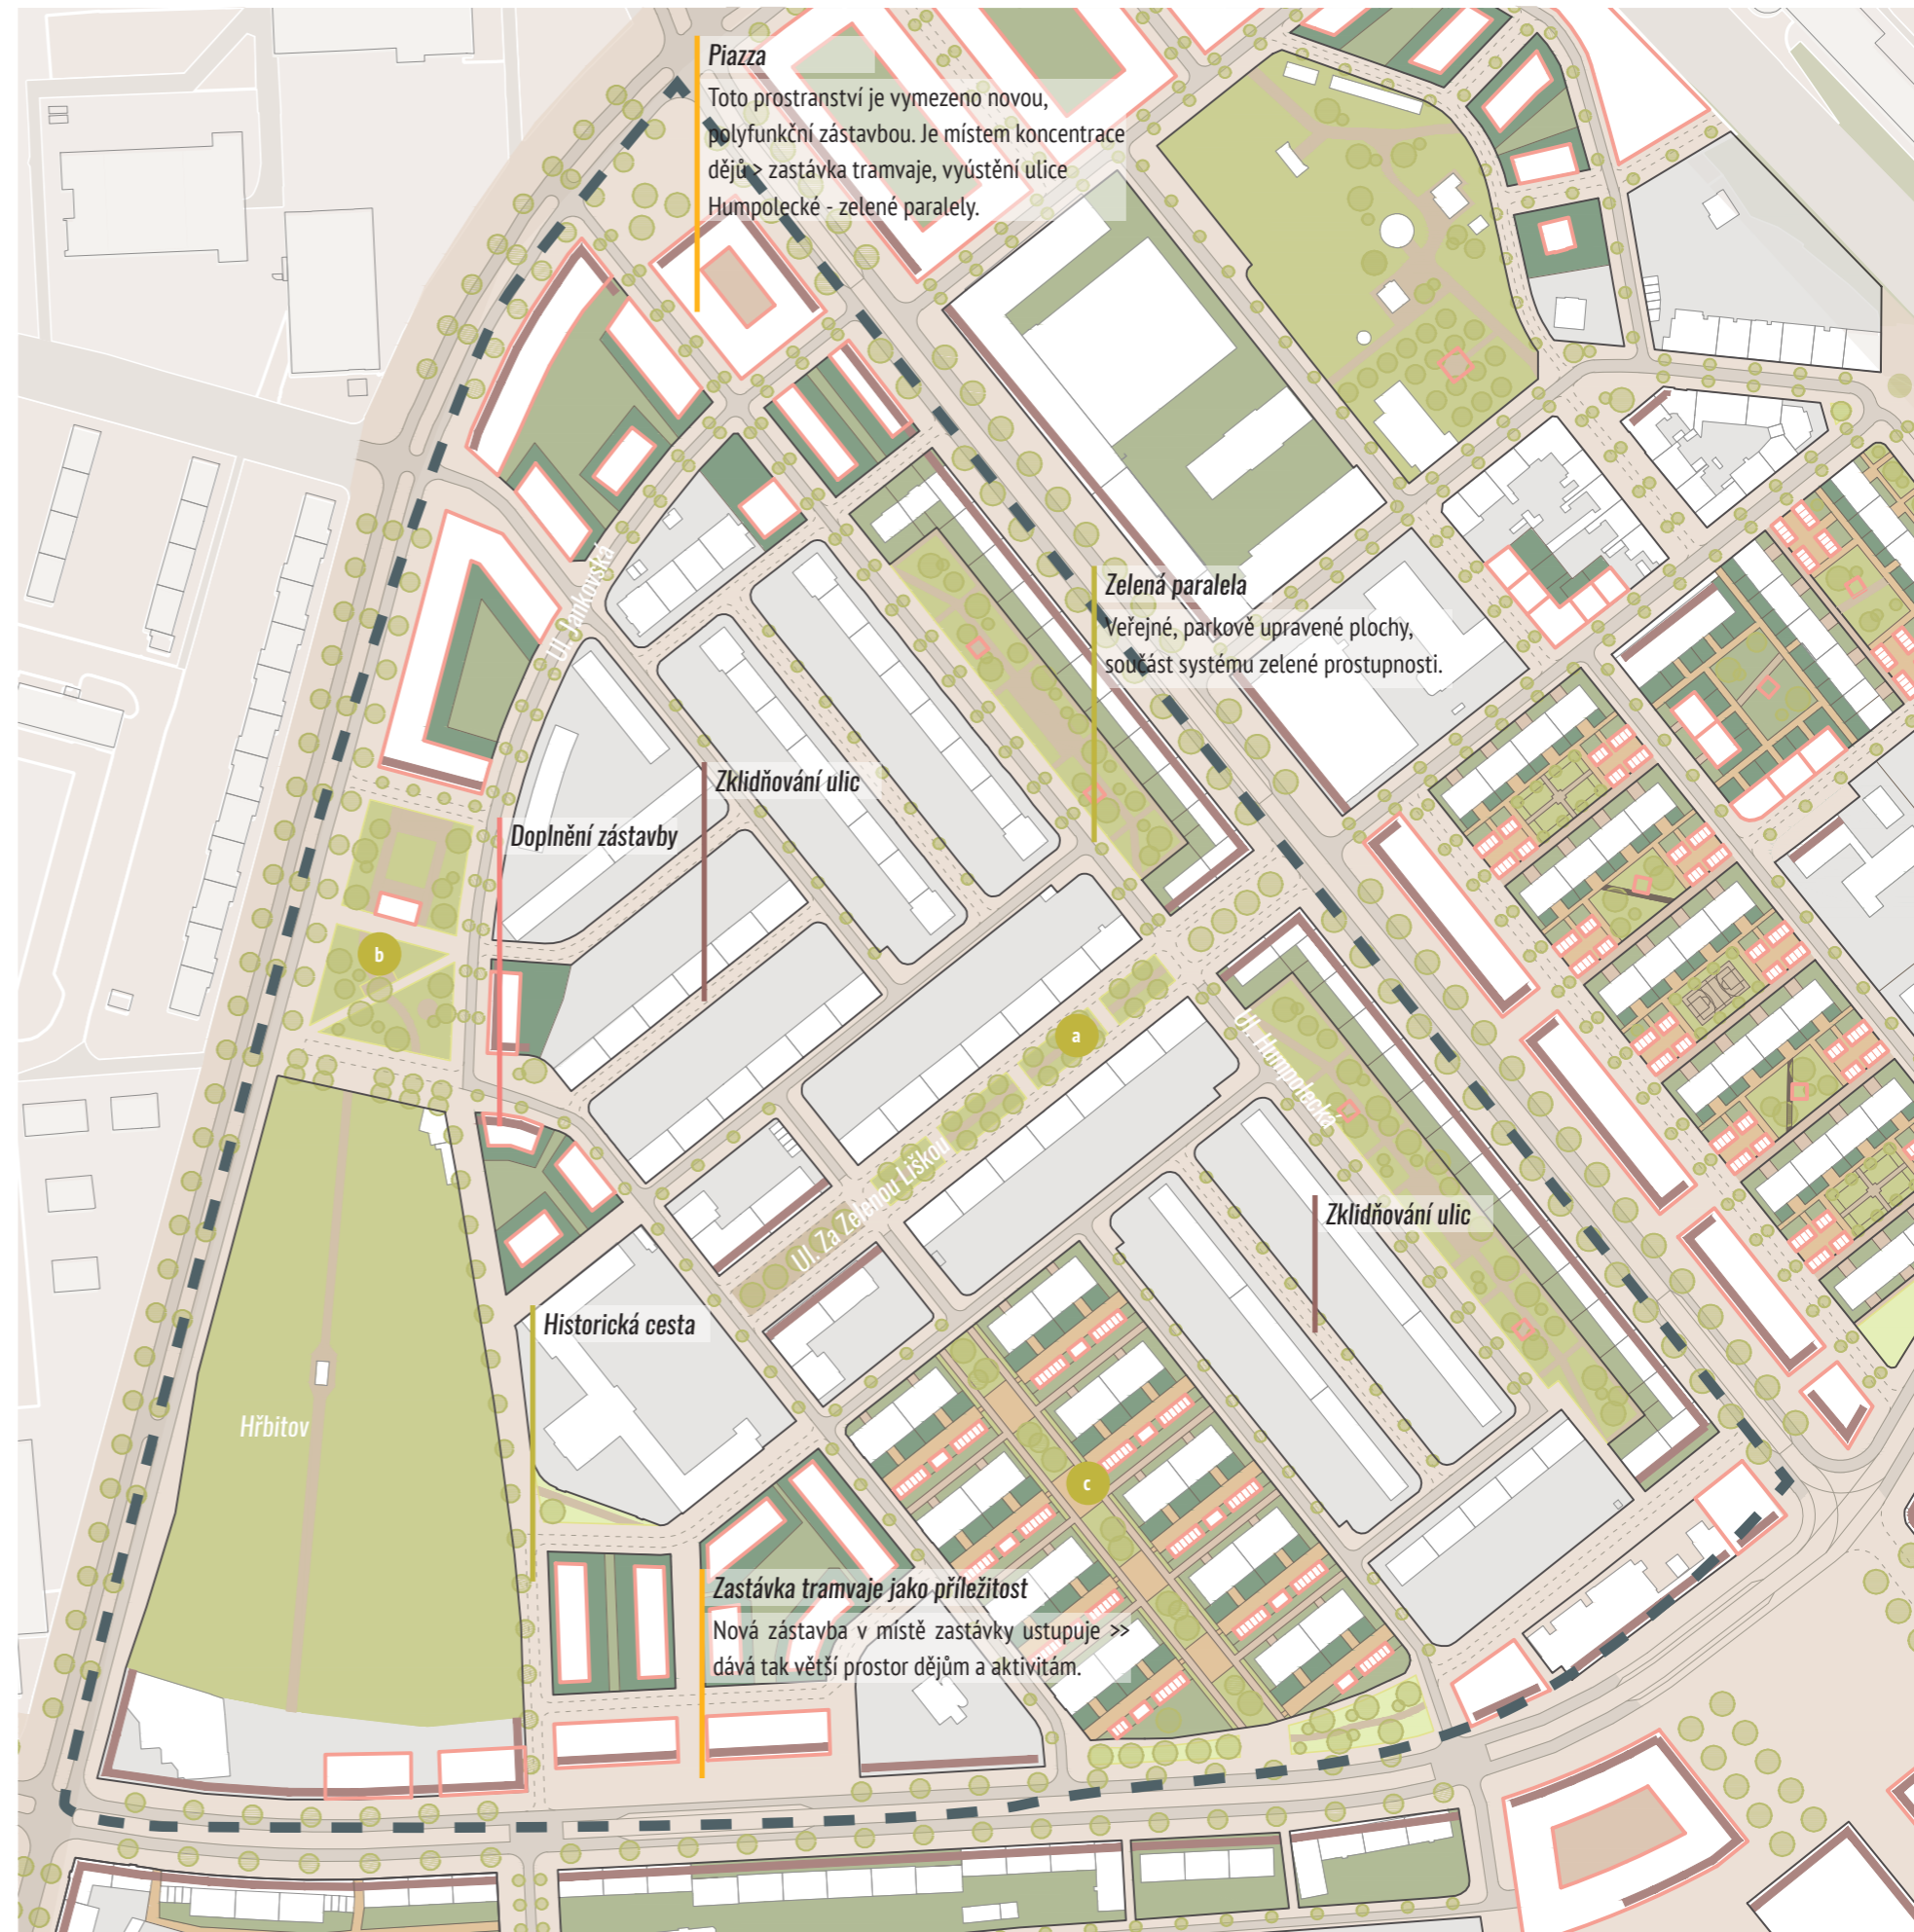 Piazza
Toto prostranství je vymezeno novou,
polyfunkční zástavbou. Je místem koncentrace
dějů > zastávka tramvaje, vyústění ulice
Humpolecké - zelené paralely.
Ul. Jankovská
Zelená paralela
Veřejné, parkově upravené plochy,
součást systému zelené prostupnosti.
Zklidňování ulic
Doplnění zástavby
b
a
Ul. Humpolecká
Ul. Za Zelenou Liškou
Zklidňování ulic
Historická cesta
Hřbitov
c
Zastávka tramvaje jako příležitost
Nová zástavba v místě zastávky ustupuje >>
dává tak větší prostor dějům a aktivitám.